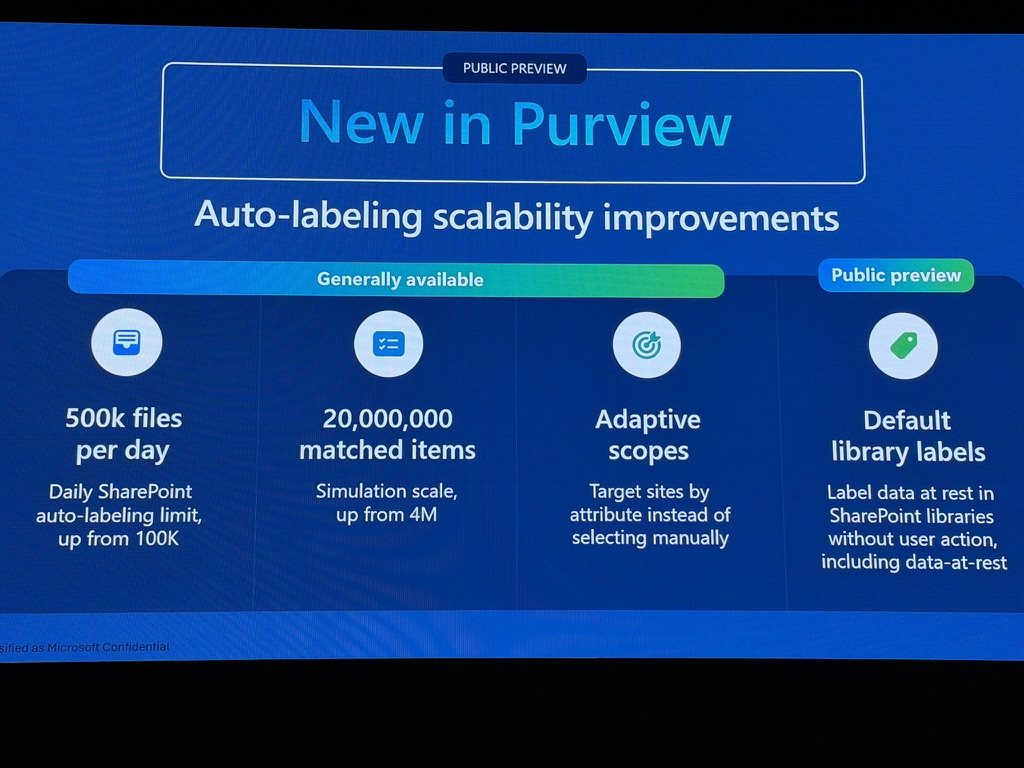 PUBLIC PREVIEW
New in Purview
Auto-labeling scalability improvements
Generally available
Public preview
500k files
per day
Daily SharePoint
auto-labeling limit,
up from 100K
20,000,000
matched items
Simulation scale,
up from 4M
Adaptive
scopes
Target sites by
attribute instead of
selecting manually
Default
library labels
Label data at rest in
SharePoint libraries
without user action,
including data-at-rest
as Microsoft Confidential